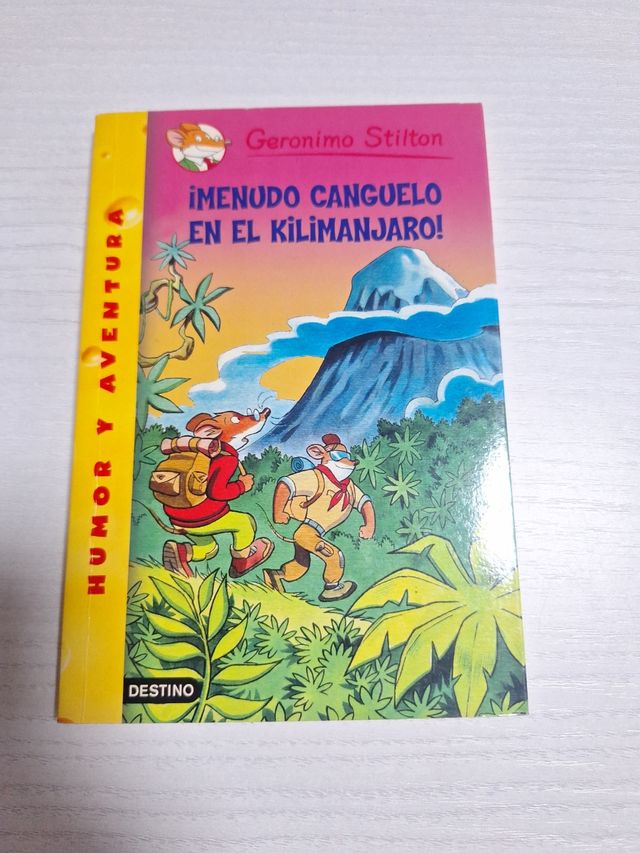 Geronimo Stilton
¡MENUDO CANGUELO
EN EL KILIMANJARO!
HUMOR Y AVENTURA
DESTINO